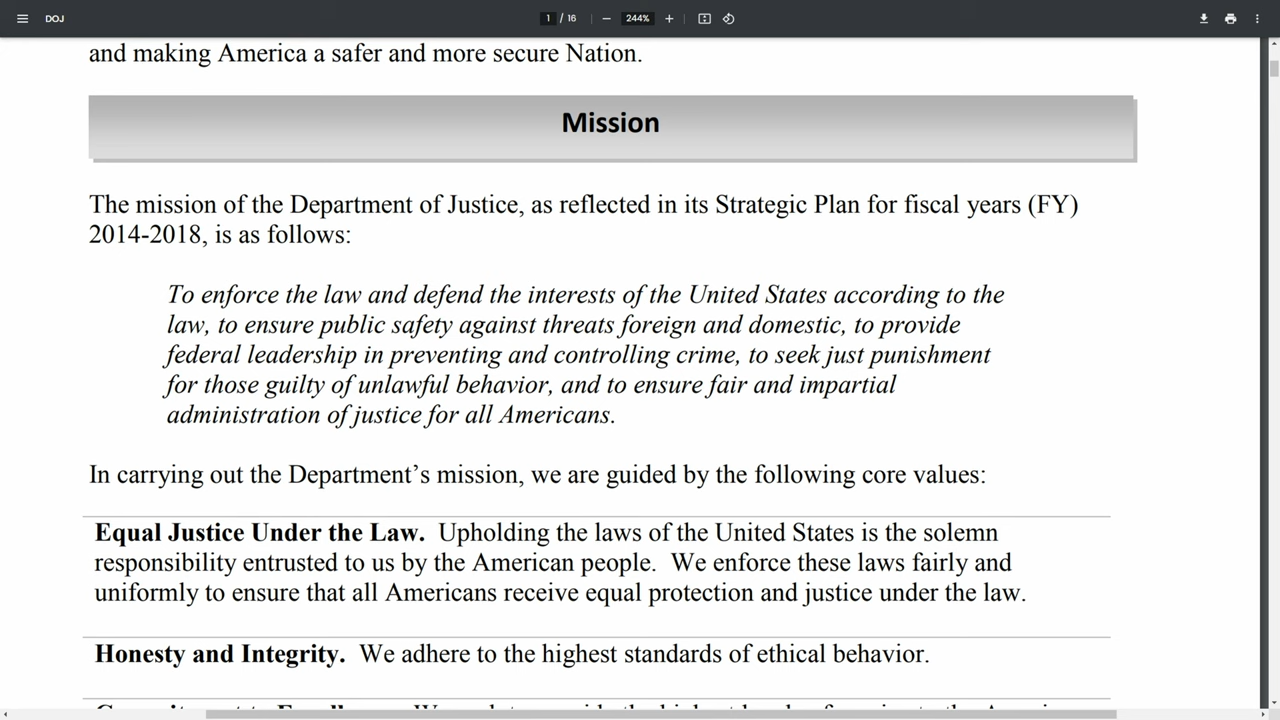 DOJ
1 / 16
244%
and making America a safer and more secure Nation.
Mission
The mission of the Department of Justice, as reflected in its Strategic Plan for fiscal years (FY)
2014-2018, is as follows:
To enforce the law and defend the interests of the United States according to the
law, to ensure public safety against threats foreign and domestic, to provide
federal leadership in preventing and controlling crime, to seek just punishment
for those guilty of unlawful behavior, and to ensure fair and impartial
administration of justice for all Americans.
In carrying out the Department’s mission, we are guided by the following core values:
Equal Justice Under the Law. Upholding the laws of the United States is the solemn
responsibility entrusted to us by the American people. We enforce these laws fairly and
uniformly to ensure that all Americans receive equal protection and justice under the law.
Honesty and Integrity. We adhere to the highest standards of ethical behavior.